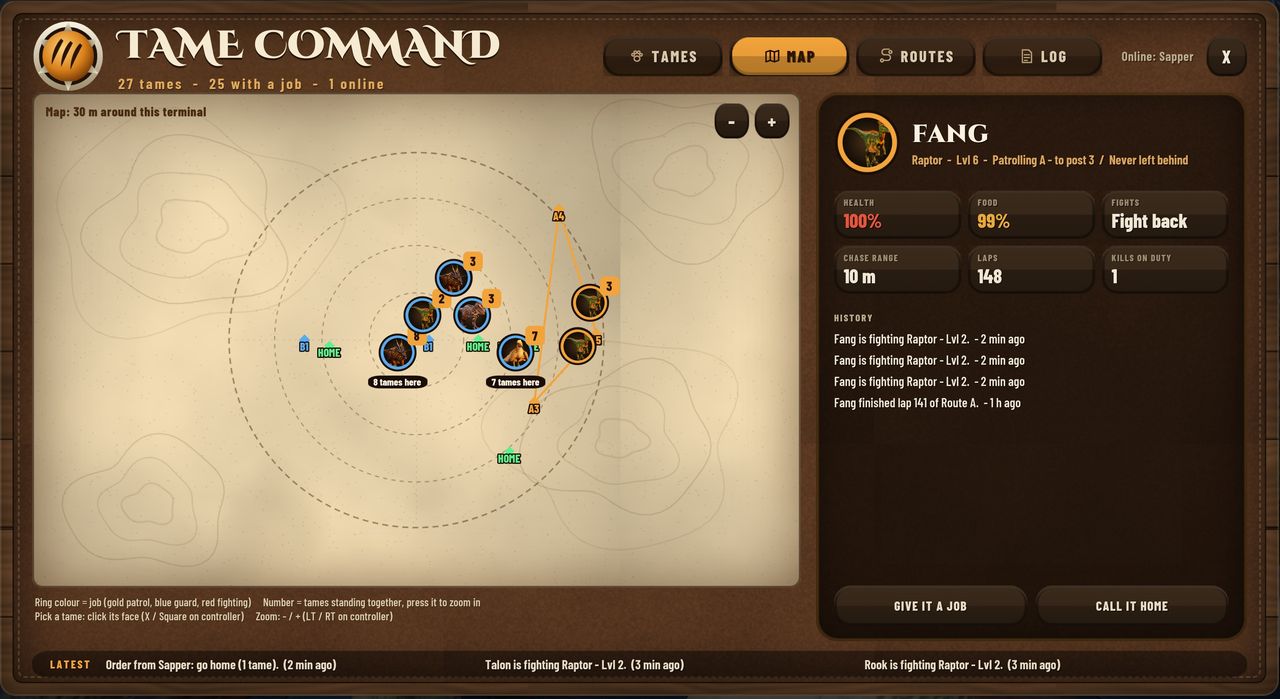 TAME COMMAND
27 tames - 25 with a job - 1 online
TAMES
MAP
ROUTES
LOG
Online: Sapper
X
Map: 30 m around this terminal
-
+
A4
3
3
2
3
8
7
5
B1
HOME
B1
HOME
E
8 tames here
7 tames here
A3
HOME
FANG
Raptor - Lvl 6 - Patrolling A - to post 3 / Never left behind
HEALTH
100%
FOOD
99%
FIGHTS
Fight back
CHASE RANGE
10 m
LAPS
148
KILLS ON DUTY
1
HISTORY
Fang is fighting Raptor - Lvl 2. - 2 min ago
Fang is fighting Raptor - Lvl 2. - 2 min ago
Fang is fighting Raptor - Lvl 2. - 2 min ago
Fang finished lap 141 of Route A. - 1 h ago
GIVE IT A JOB
CALL IT HOME
Ring colour = job (gold patrol, blue guard, red fighting) Number = tames standing together, press it to zoom in
Pick a tame: click its face (X / Square on controller) Zoom: - / + (LT / RT on controller)
LATEST
Order from Sapper: go home (1 tame). (2 min ago)
Talon is fighting Raptor - Lvl 2. (3 min ago)
Rook is fighting Raptor - Lvl 2. (3 min ago)